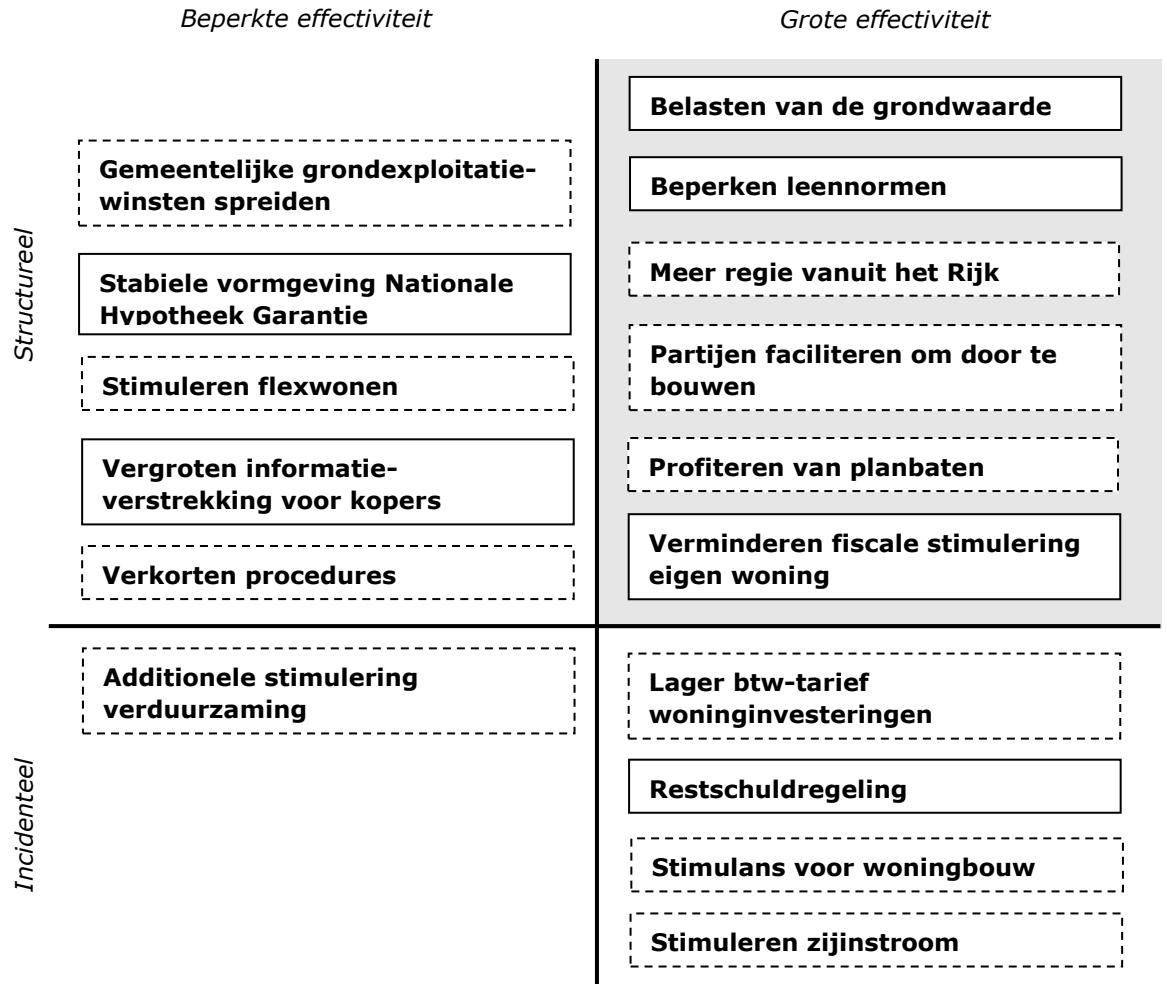 Beperkte effectiviteit
Grote effectiviteit
Structureel
Gemeentelijke grondexploitatie-
winsten spreiden
Stabiele vormgeving Nationale
Hypotheek Garantie
Stimuleren flexwonen
Vergroten informatie-
verstrekking voor kopers
Verkorten procedures
Belasten van de grondwaarde
Beperken leennormen
Meer regie vanuit het Rijk
Partijen faciliteren om door te
bouwen
Profiteren van planbaten
Verminderen fiscale stimulering
eigen woning
Incidenteel
Additionele stimulering
verduurzaming
Lager btw-tarief
woninginvesteringen
Restschuldregeling
Stimulans voor woningbouw
Stimuleren zijinstroom